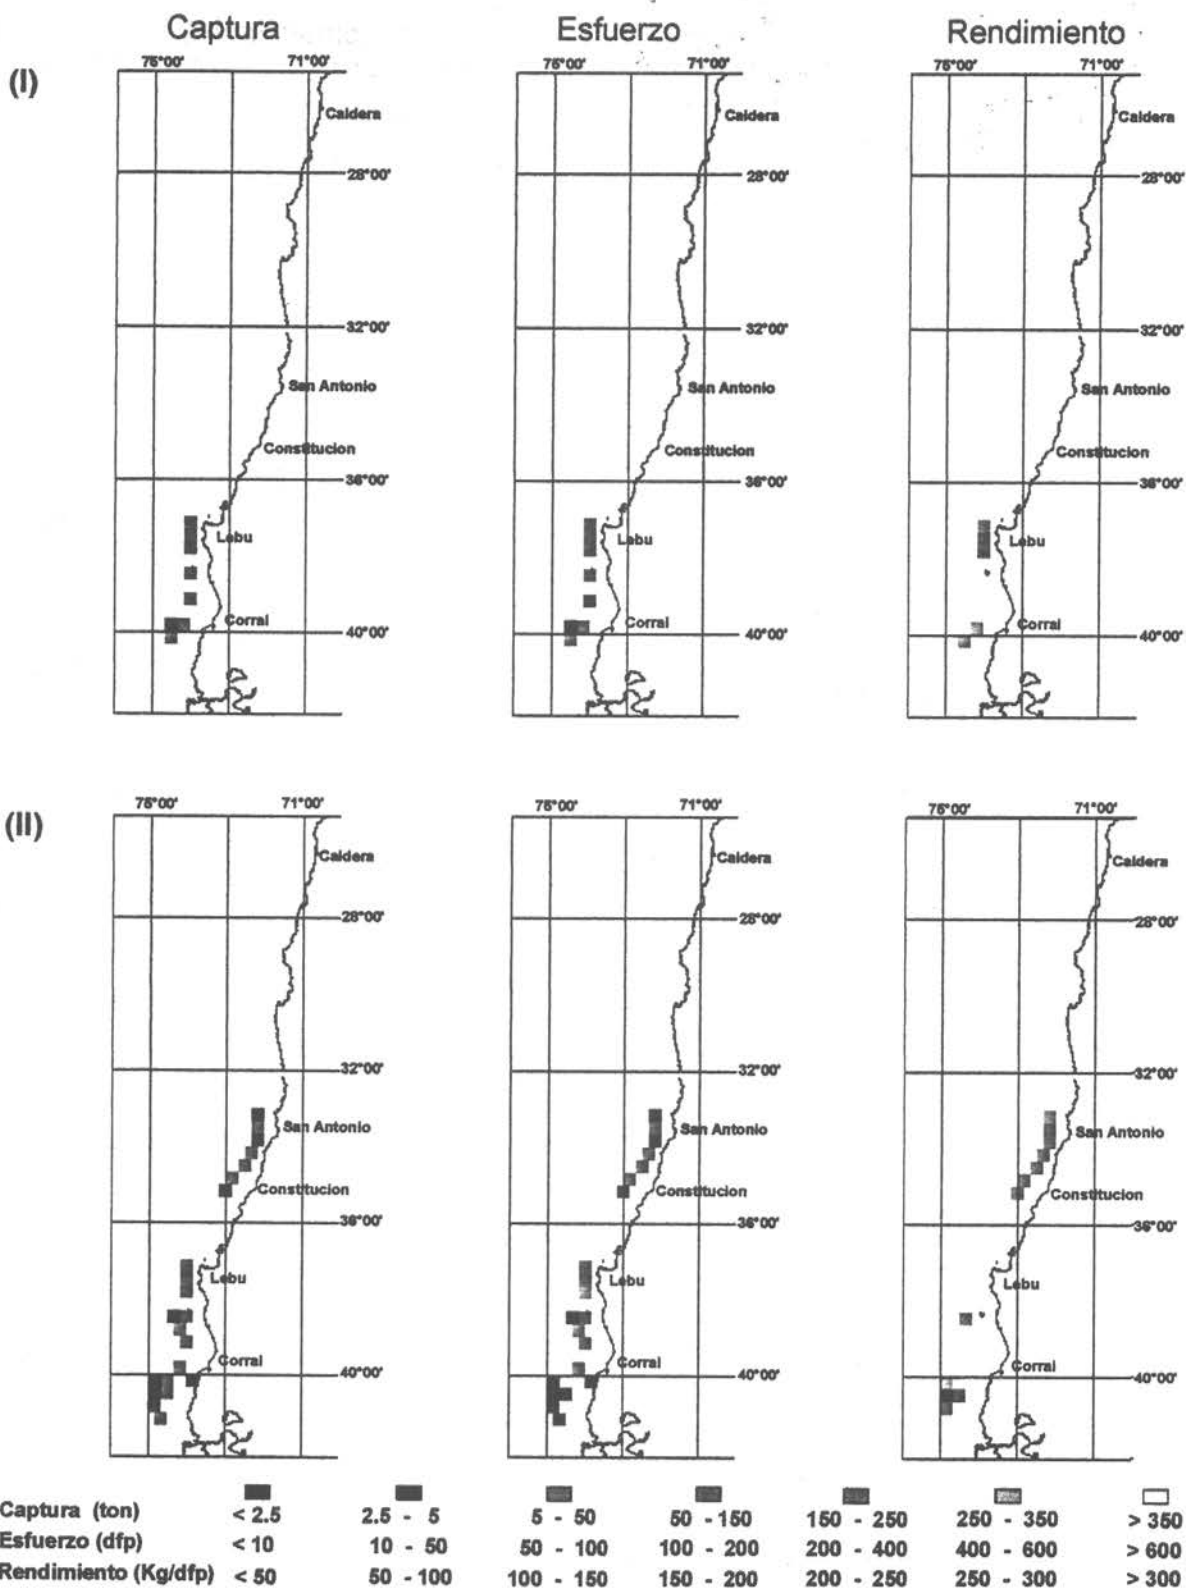 Captura Esfuerzo Rendimiento
(I)
75°00' 71°00' 75°00' 71°00' 75°00' 71°00'
Caldera Caldera Caldera
28°00' 28°00' 28°00'
32°00' 32°00' 32°00'
San Antonio San Antonio San Antonio
Constitucion Constitucion Constitucion
36°00' 36°00' 36°00'
Lebu Lebu Lebu
Corral Corral Corral
40°00' 40°00' 40°00'
(II)
75°00' 71°00' 75°00' 71°00' 75°00' 71°00'
Caldera Caldera Caldera
28°00' 28°00' 28°00'
32°00' 32°00' 32°00'
San Antonio San Antonio San Antonio
Constitucion Constitucion Constitucion
36°00' 36°00' 36°00'
Lebu Lebu Lebu
Corral Corral Corral
40°00' 40°00' 40°00'
Captura (ton) < 2.5 2.5 - 5 5 - 50 50 - 150 150 - 250 250 - 350 > 350
Esfuerzo (dfp) < 10 10 - 50 50 - 100 100 - 200 200 - 400 400 - 600 > 600
Rendimiento (Kg/dfp) < 50 50 - 100 100 - 150 150 - 200 200 - 250 250 - 300 > 300